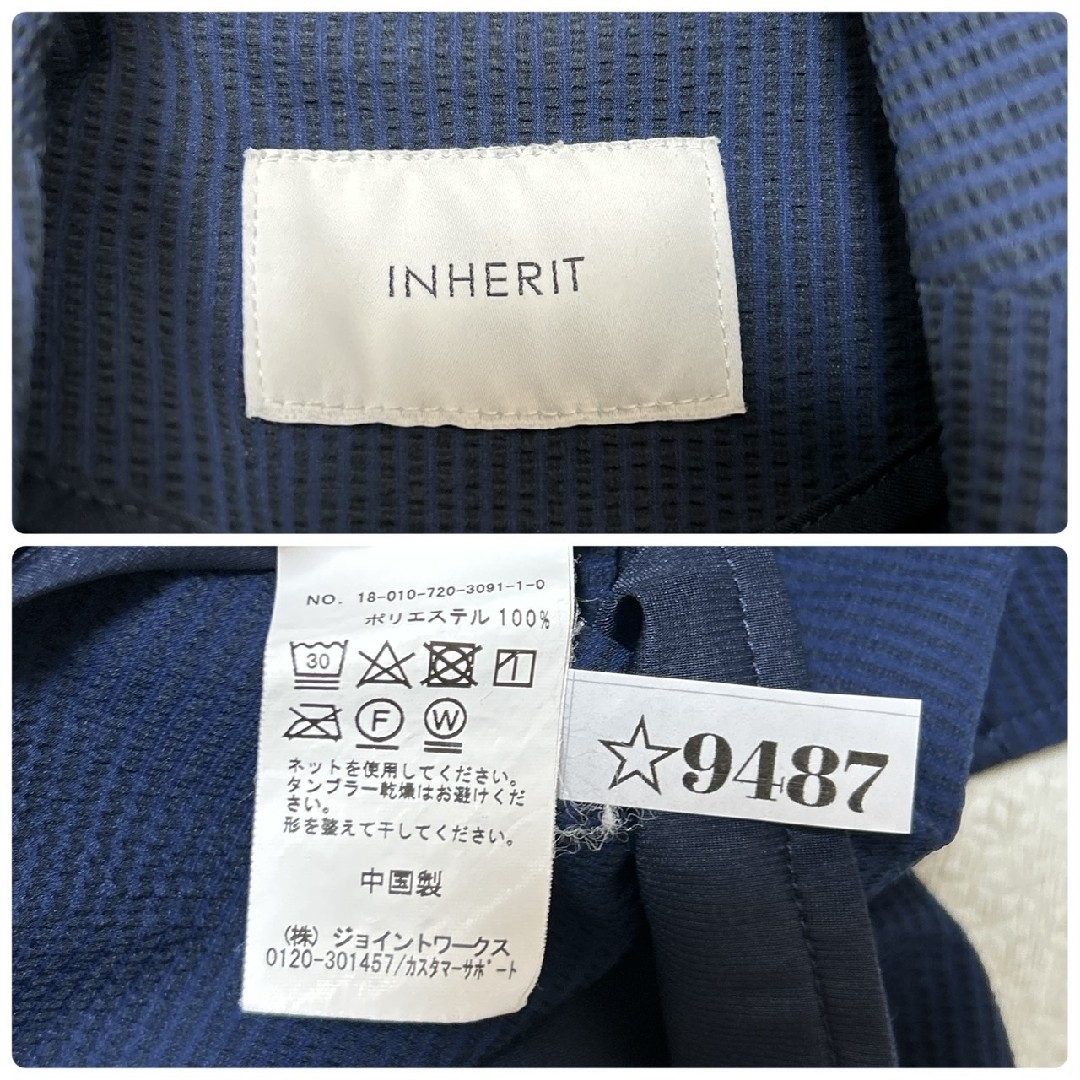 INHERIT
NO. 18-010-720-3091-1-0
ポリエステル 100%
30
F W
ネットを使用してください。
タンブラー乾燥はお避けくだ
さい。
形を整えて干してください。
中国製
(株) ジョイントワークス
0120-301457/カスタマーサポート
☆9487